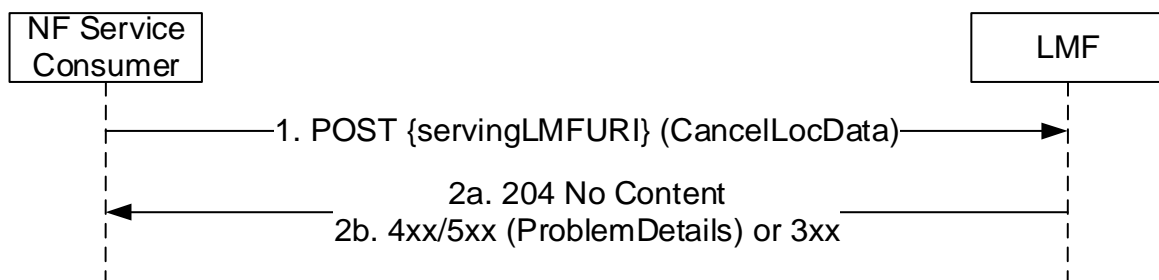 NF Service
Consumer
LMF
1. POST {servingLMFURI} (CancelLocData)
2a. 204 No Content
2b. 4xx/5xx (ProblemDetails) or 3xx